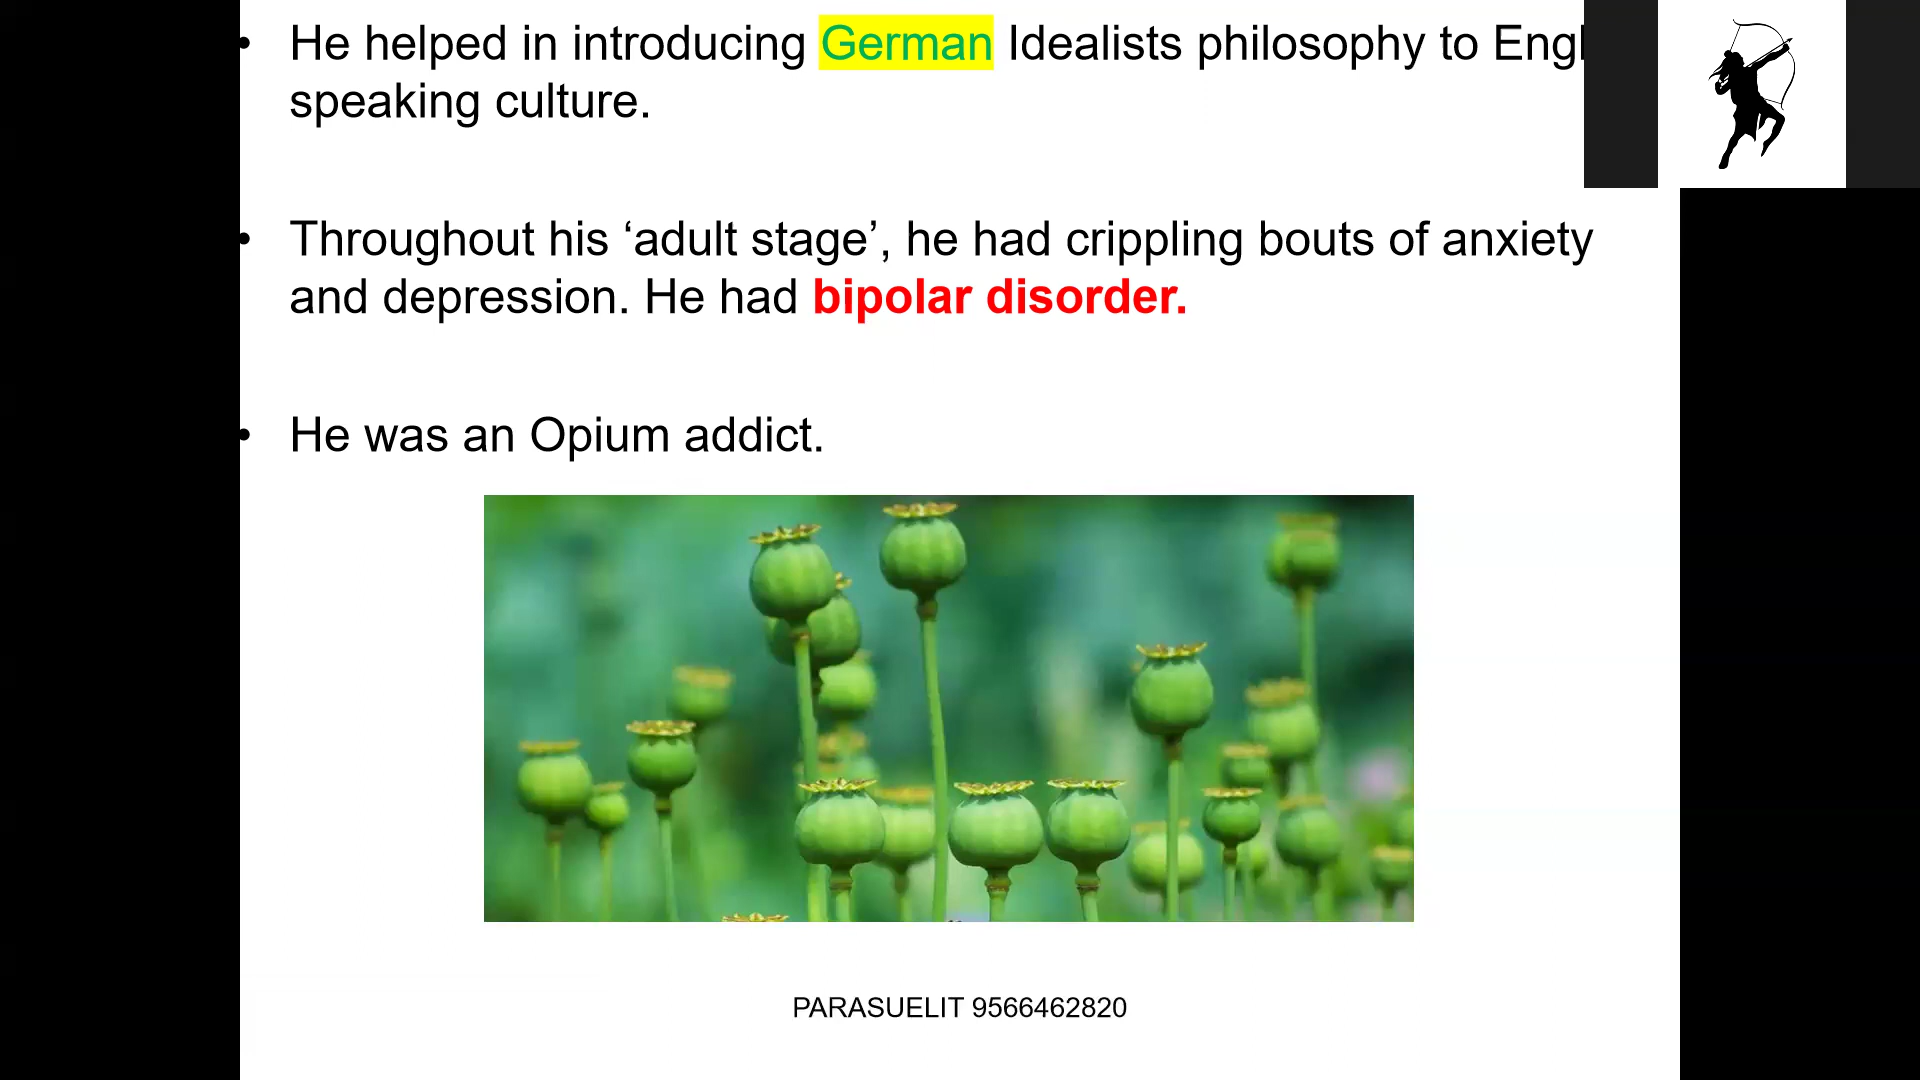 • He helped in introducing German Idealists philosophy to Engl
speaking culture.
• Throughout his ‘adult stage’, he had crippling bouts of anxiety
and depression. He had bipolar disorder.
• He was an Opium addict.
PARASUELIT 9566462820